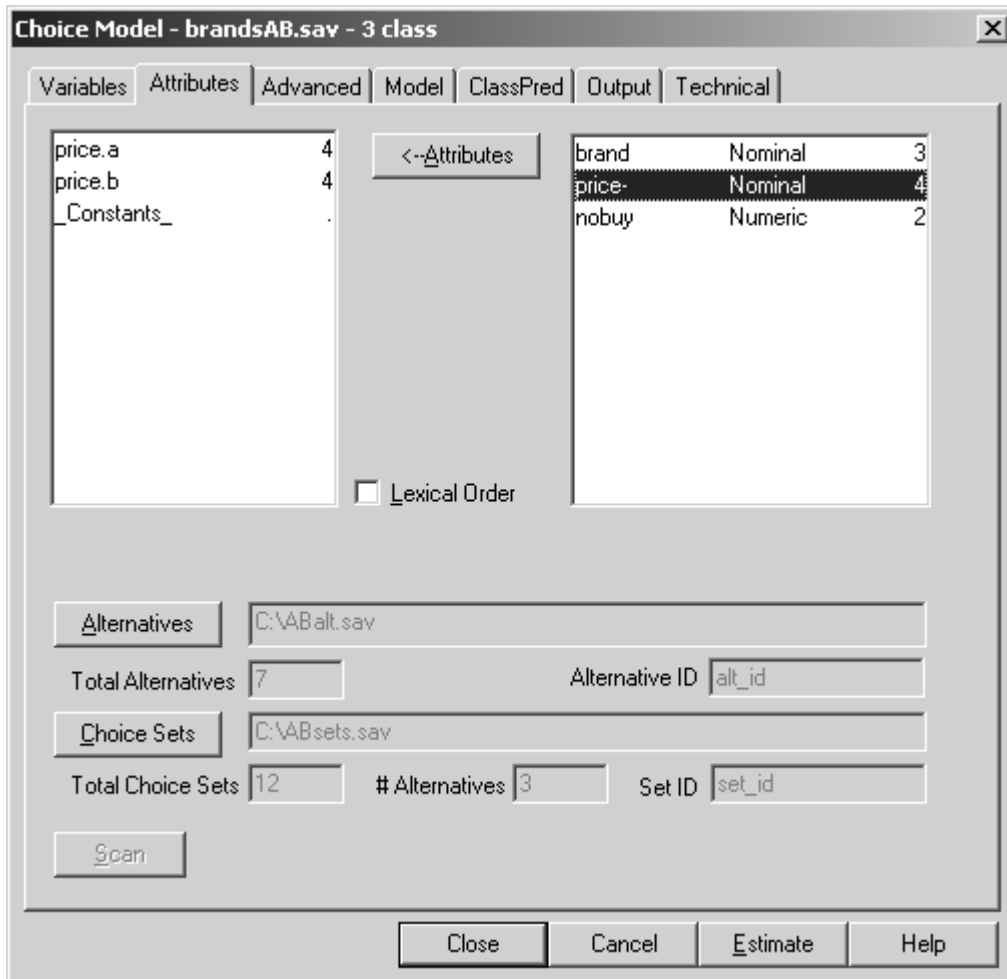 Choice Model - brandsAB.sav - 3 class
Variables Attributes Advanced Model ClassPred Output Technical
price.a 4
price.b 4
_Constants_ .
<--Attributes
brand Nominal 3
price- Nominal 4
nobuy Numeric 2
Lexical Order
Alternatives C:\ABalt.sav
Total Alternatives 7 Alternative ID alt_id
Choice Sets C:\ABsets.sav
Total Choice Sets 12 # Alternatives 3 Set ID set_id
Scan
Close Cancel Estimate Help